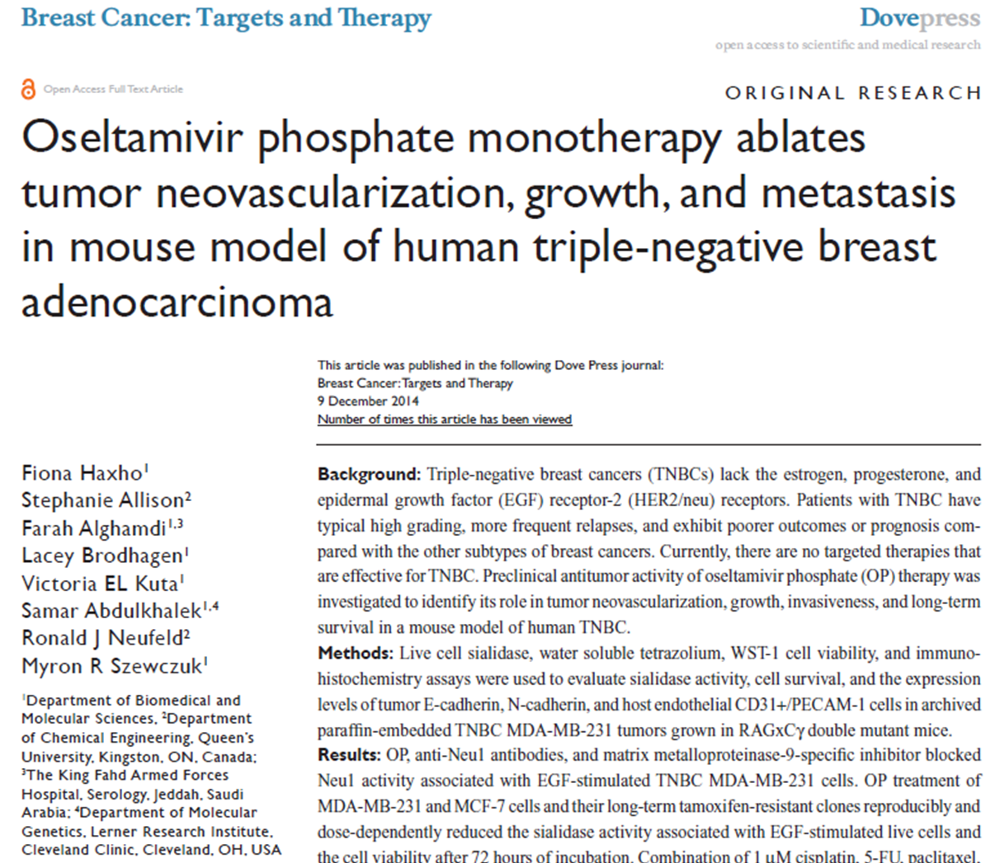 Breast Cancer: Targets and Therapy
Dovepress
open access to scientific and medical research
Open Access Full Text Article
ORIGINAL RESEARCH
Oseltamivir phosphate monotherapy ablates
tumor neovascularization, growth, and metastasis
in mouse model of human triple-negative breast
adenocarcinoma
This article was published in the following Dove Press journal:
Breast Cancer: Targets and Therapy
9 December 2014
Number of times this article has been viewed
Fiona Haxho¹
Stephanie Allison²
Farah Alghamdi¹,³
Lacey Brodhagen¹
Victoria EL Kuta¹
Samar Abdulkhalek¹,⁴
Ronald J Neufeld²
Myron R Szewczuk¹
¹Department of Biomedical and
Molecular Sciences, ²Department
of Chemical Engineering, Queen's
University, Kingston, ON, Canada;
³The King Fahd Armed Forces
Hospital, Serology, Jeddah, Saudi
Arabia; ⁴Department of Molecular
Genetics, Lerner Research Institute,
Cleveland Clinic, Cleveland, OH, USA
Background: Triple-negative breast cancers (TNBCs) lack the estrogen, progesterone, and
epidermal growth factor (EGF) receptor-2 (HER2/neu) receptors. Patients with TNBC have
typical high grading, more frequent relapses, and exhibit poorer outcomes or prognosis com-
pared with the other subtypes of breast cancers. Currently, there are no targeted therapies that
are effective for TNBC. Preclinical antitumor activity of oseltamivir phosphate (OP) therapy was
investigated to identify its role in tumor neovascularization, growth, invasiveness, and long-term
survival in a mouse model of human TNBC.
Methods: Live cell sialidase, water soluble tetrazolium, WST-1 cell viability, and immuno-
histochemistry assays were used to evaluate sialidase activity, cell survival, and the expression
levels of tumor E-cadherin, N-cadherin, and host endothelial CD31+/PECAM-1 cells in archived
paraffin-embedded TNBC MDA-MB-231 tumors grown in RAGxCγ double mutant mice.
Results: OP, anti-Neu1 antibodies, and matrix metalloproteinase-9-specific inhibitor blocked
Neu1 activity associated with EGF-stimulated TNBC MDA-MB-231 cells. OP treatment of
MDA-MB-231 and MCF-7 cells and their long-term tamoxifen-resistant clones reproducibly and
dose-dependently reduced the sialidase activity associated with EGF-stimulated live cells and
the cell viability after 72 hours of incubation. Combination of 1 μM cisplatin, 5-FU, paclitaxel,